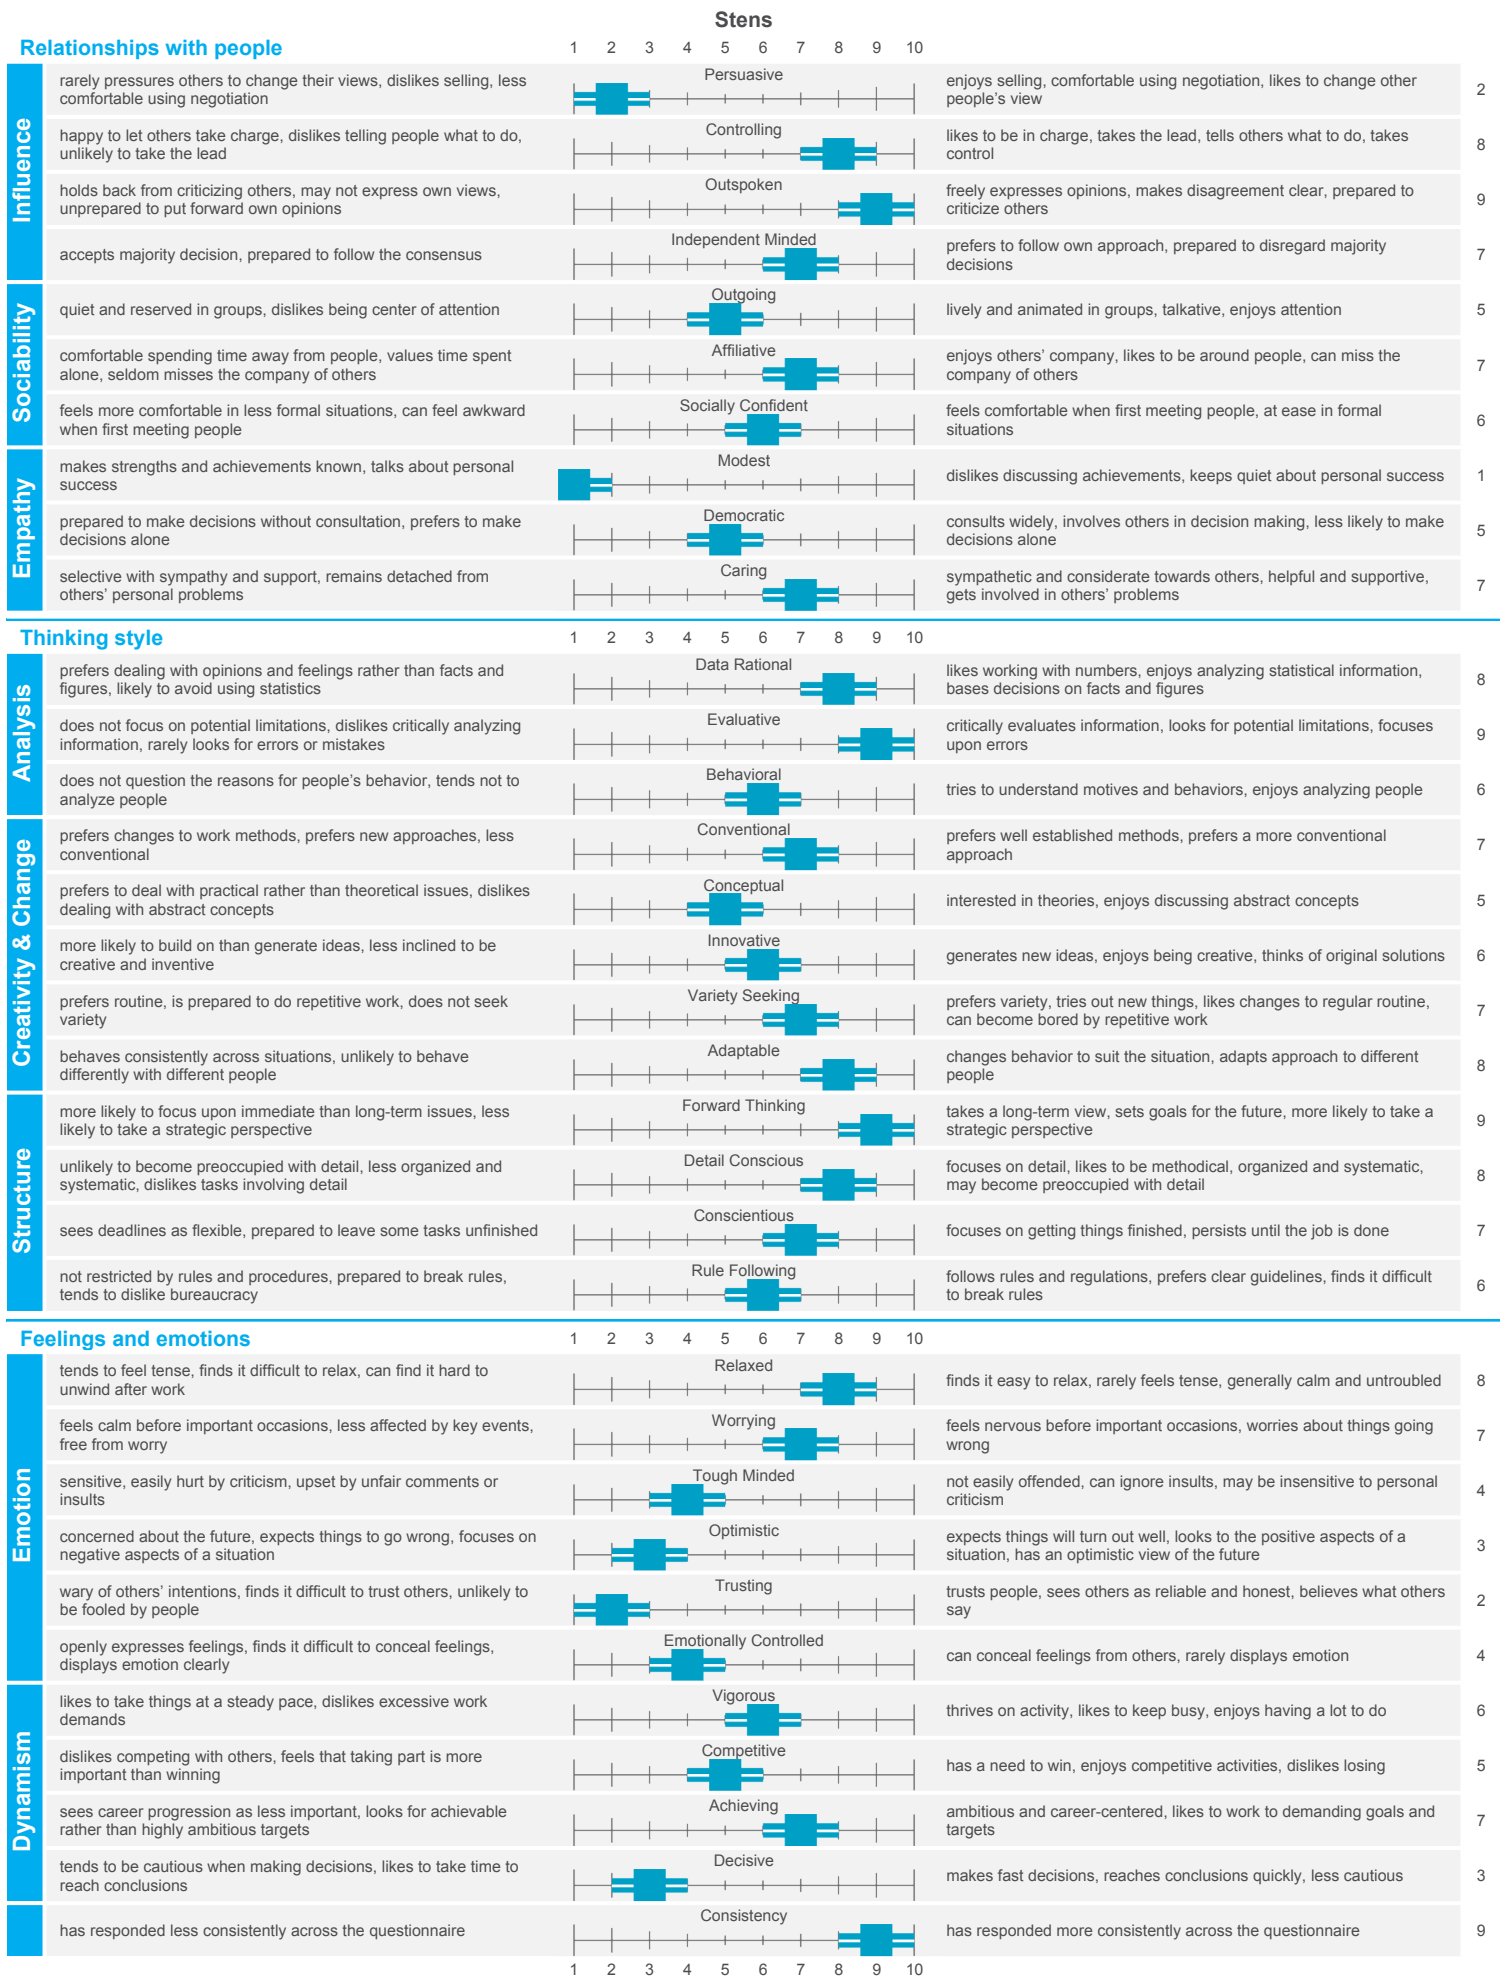 Stens
Relationships with people
1 2 3 4 5 6 7 8 9 10
Influence
rarely pressures others to change their views, dislikes selling, less
comfortable using negotiation
Persuasive
enjoys selling, comfortable using negotiation, likes to change other
people's view
2
happy to let others take charge, dislikes telling people what to do,
unlikely to take the lead
Controlling
likes to be in charge, takes the lead, tells others what to do, takes
control
8
holds back from criticizing others, may not express own views,
unprepared to put forward own opinions
Outspoken
freely expresses opinions, makes disagreement clear, prepared to
criticize others
9
accepts majority decision, prepared to follow the consensus
Independent Minded
prefers to follow own approach, prepared to disregard majority
decisions
7
Sociability
quiet and reserved in groups, dislikes being center of attention
Outgoing
lively and animated in groups, talkative, enjoys attention
5
comfortable spending time away from people, values time spent
alone, seldom misses the company of others
Affiliative
enjoys others' company, likes to be around people, can miss the
company of others
7
feels more comfortable in less formal situations, can feel awkward
when first meeting people
Socially Confident
feels comfortable when first meeting people, at ease in formal
situations
6
Empathy
makes strengths and achievements known, talks about personal
success
Modest
dislikes discussing achievements, keeps quiet about personal success
1
prepared to make decisions without consultation, prefers to make
decisions alone
Democratic
consults widely, involves others in decision making, less likely to make
decisions alone
5
selective with sympathy and support, remains detached from
others' personal problems
Caring
sympathetic and considerate towards others, helpful and supportive,
gets involved in others' problems
7
Thinking style
1 2 3 4 5 6 7 8 9 10
Analysis
prefers dealing with opinions and feelings rather than facts and
figures, likely to avoid using statistics
Data Rational
likes working with numbers, enjoys analyzing statistical information,
bases decisions on facts and figures
8
does not focus on potential limitations, dislikes critically analyzing
information, rarely looks for errors or mistakes
Evaluative
critically evaluates information, looks for potential limitations, focuses
upon errors
9
does not question the reasons for people's behavior, tends not to
analyze people
Behavioral
tries to understand motives and behaviors, enjoys analyzing people
6
Creativity & Change
prefers changes to work methods, prefers new approaches, less
conventional
Conventional
prefers well established methods, prefers a more conventional
approach
7
prefers to deal with practical rather than theoretical issues, dislikes
dealing with abstract concepts
Conceptual
interested in theories, enjoys discussing abstract concepts
5
more likely to build on than generate ideas, less inclined to be
creative and inventive
Innovative
generates new ideas, enjoys being creative, thinks of original solutions
6
prefers routine, is prepared to do repetitive work, does not seek
variety
Variety Seeking
prefers variety, tries out new things, likes changes to regular routine,
can become bored by repetitive work
7
behaves consistently across situations, unlikely to behave
differently with different people
Adaptable
changes behavior to suit the situation, adapts approach to different
people
8
Structure
more likely to focus upon immediate than long-term issues, less
likely to take a strategic perspective
Forward Thinking
takes a long-term view, sets goals for the future, more likely to take a
strategic perspective
9
unlikely to become preoccupied with detail, less organized and
systematic, dislikes tasks involving detail
Detail Conscious
focuses on detail, likes to be methodical, organized and systematic,
may become preoccupied with detail
8
sees deadlines as flexible, prepared to leave some tasks unfinished
Conscientious
focuses on getting things finished, persists until the job is done
7
not restricted by rules and procedures, prepared to break rules,
tends to dislike bureaucracy
Rule Following
follows rules and regulations, prefers clear guidelines, finds it difficult
to break rules
6
Feelings and emotions
1 2 3 4 5 6 7 8 9 10
Emotion
tends to feel tense, finds it difficult to relax, can find it hard to
unwind after work
Relaxed
finds it easy to relax, rarely feels tense, generally calm and untroubled
8
feels calm before important occasions, less affected by key events,
free from worry
Worrying
feels nervous before important occasions, worries about things going
wrong
7
sensitive, easily hurt by criticism, upset by unfair comments or
insults
Tough Minded
not easily offended, can ignore insults, may be insensitive to personal
criticism
4
concerned about the future, expects things to go wrong, focuses on
negative aspects of a situation
Optimistic
expects things will turn out well, looks to the positive aspects of a
situation, has an optimistic view of the future
3
wary of others' intentions, finds it difficult to trust others, unlikely to
be fooled by people
Trusting
trusts people, sees others as reliable and honest, believes what others
say
2
openly expresses feelings, finds it difficult to conceal feelings,
displays emotion clearly
Emotionally Controlled
can conceal feelings from others, rarely displays emotion
4
Dynamism
likes to take things at a steady pace, dislikes excessive work
demands
Vigorous
thrives on activity, likes to keep busy, enjoys having a lot to do
6
dislikes competing with others, feels that taking part is more
important than winning
Competitive
has a need to win, enjoys competitive activities, dislikes losing
5
sees career progression as less important, looks for achievable
rather than highly ambitious targets
Achieving
ambitious and career-centered, likes to work to demanding goals and
targets
7
tends to be cautious when making decisions, likes to take time to
reach conclusions
Decisive
makes fast decisions, reaches conclusions quickly, less cautious
3
has responded less consistently across the questionnaire
Consistency
has responded more consistently across the questionnaire
9
1 2 3 4 5 6 7 8 9 10